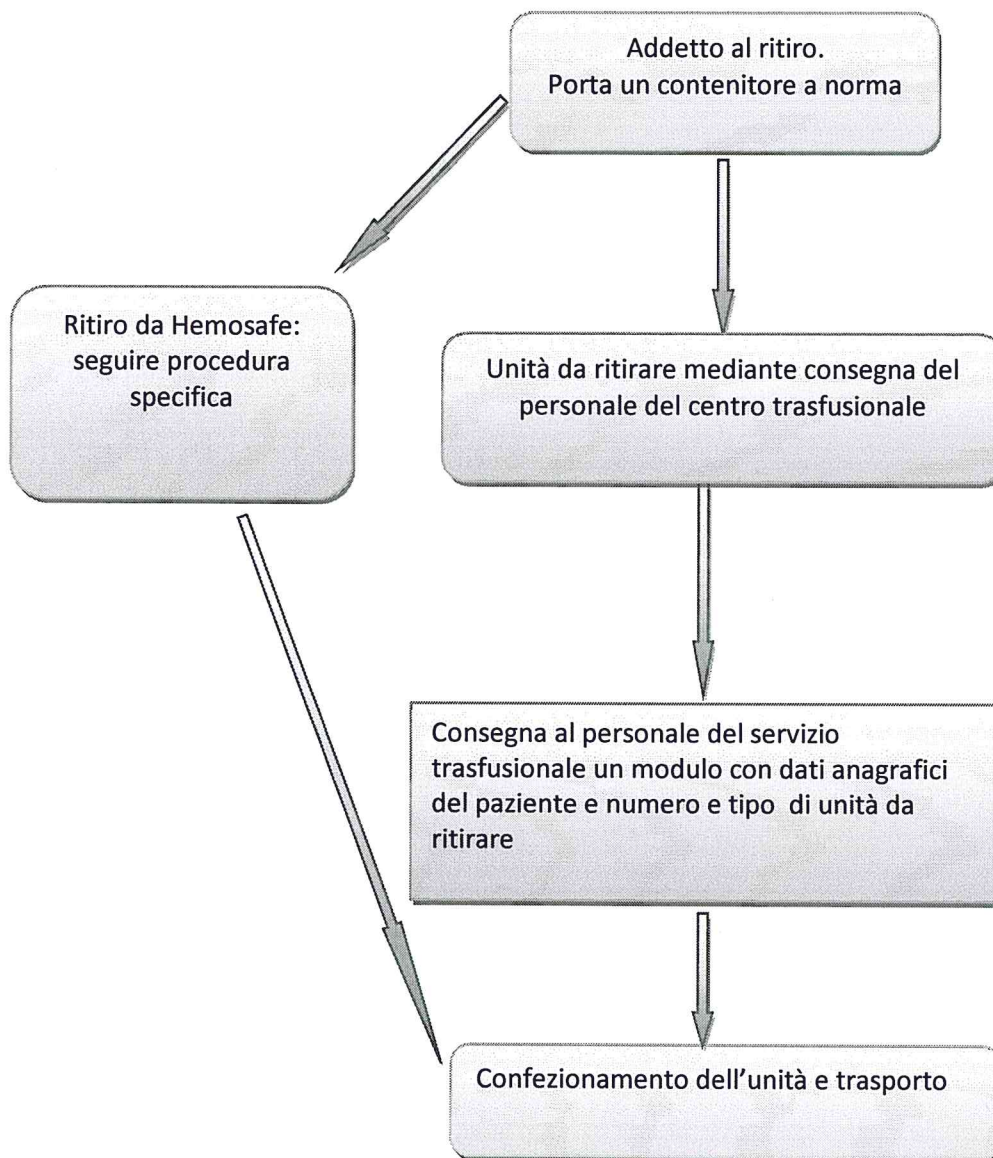 Addetto al ritiro.
Porta un contenitore a norma
Ritiro da Hemosafe:
seguire procedura
specifica
Unità da ritirare mediante consegna del
personale del centro trasfusionale
Consegna al personale del servizio
trasfusionale un modulo con dati anagrafici
del paziente e numero e tipo di unità da
ritirare
Confezionamento dell'unità e trasporto